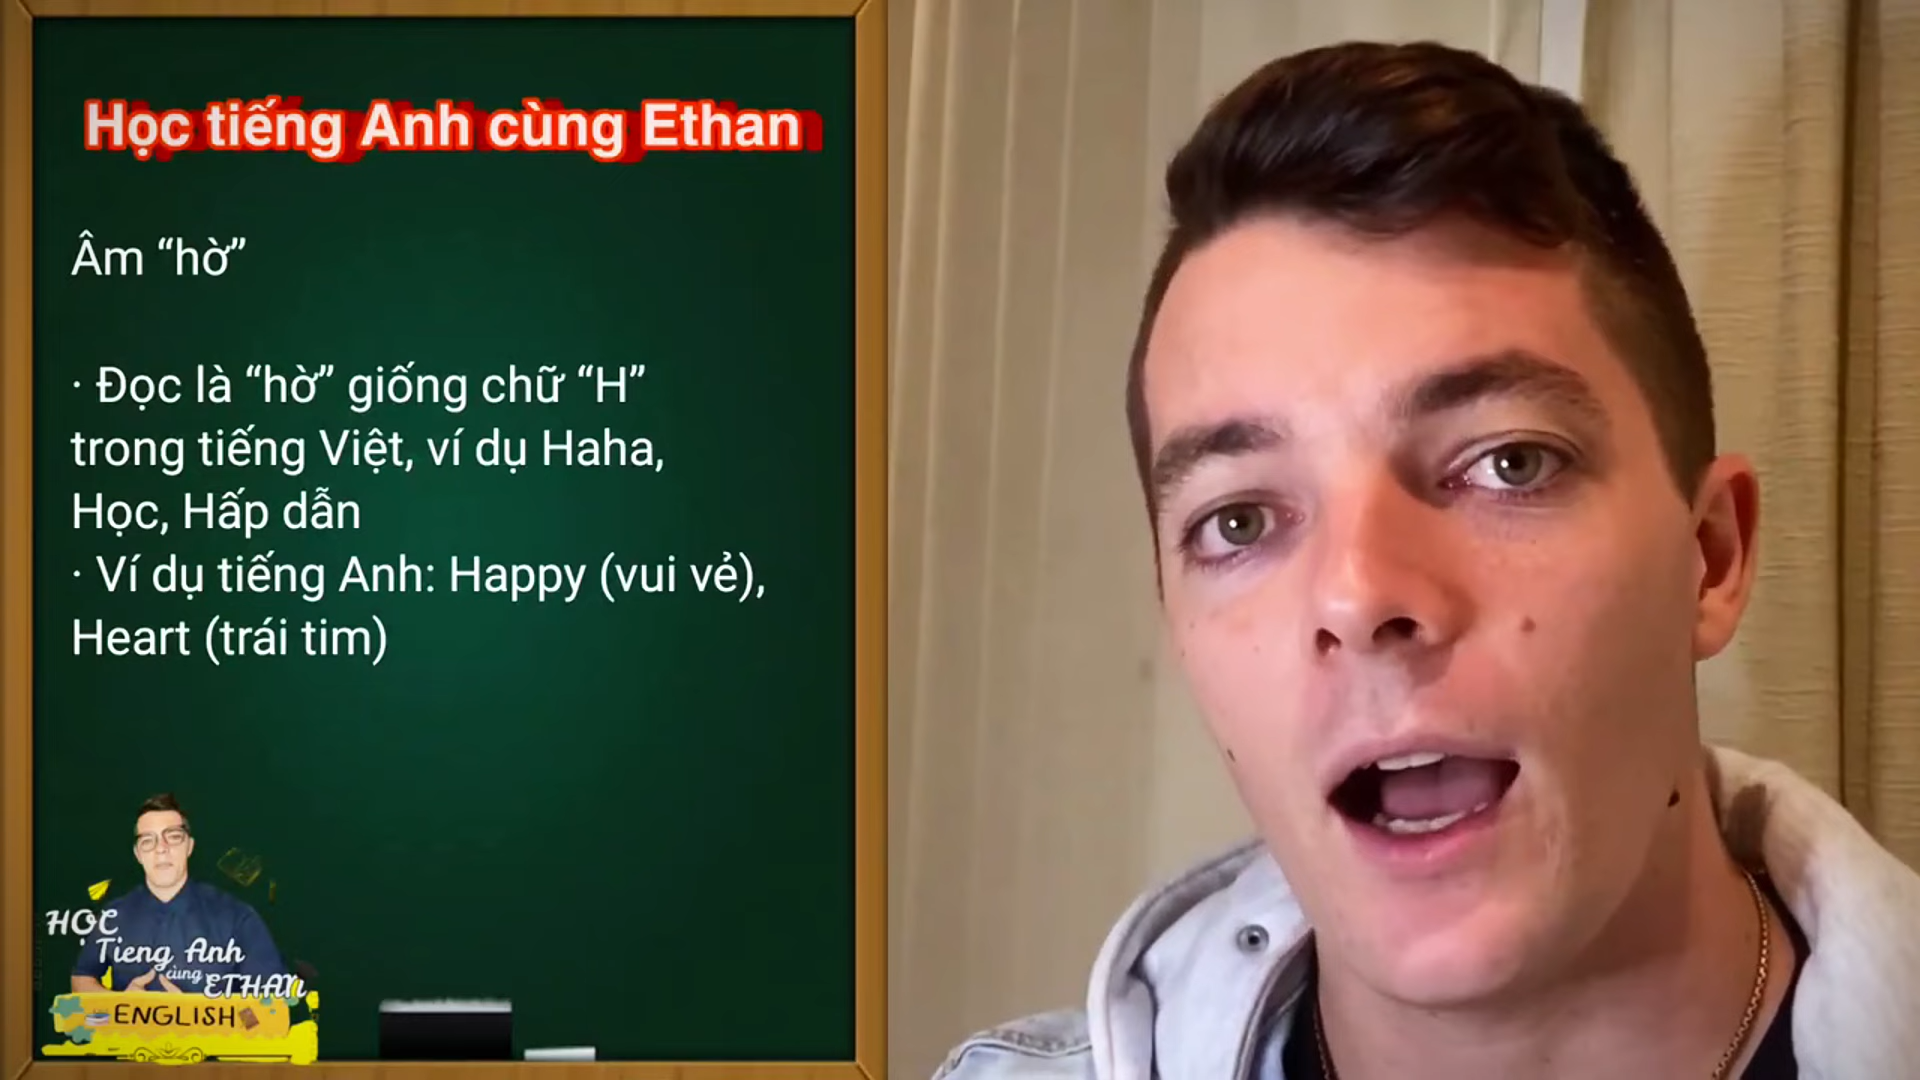 Học tiếng Anh cùng Ethan
Âm “hờ”
· Đọc là “hờ” giống chữ “H”
trong tiếng Việt, ví dụ Haha,
Học, Hấp dẫn
· Ví dụ tiếng Anh: Happy (vui vẻ),
Heart (trái tim)
HỌC
Tieng Anh
cùng
ETHAN
ENGLISH